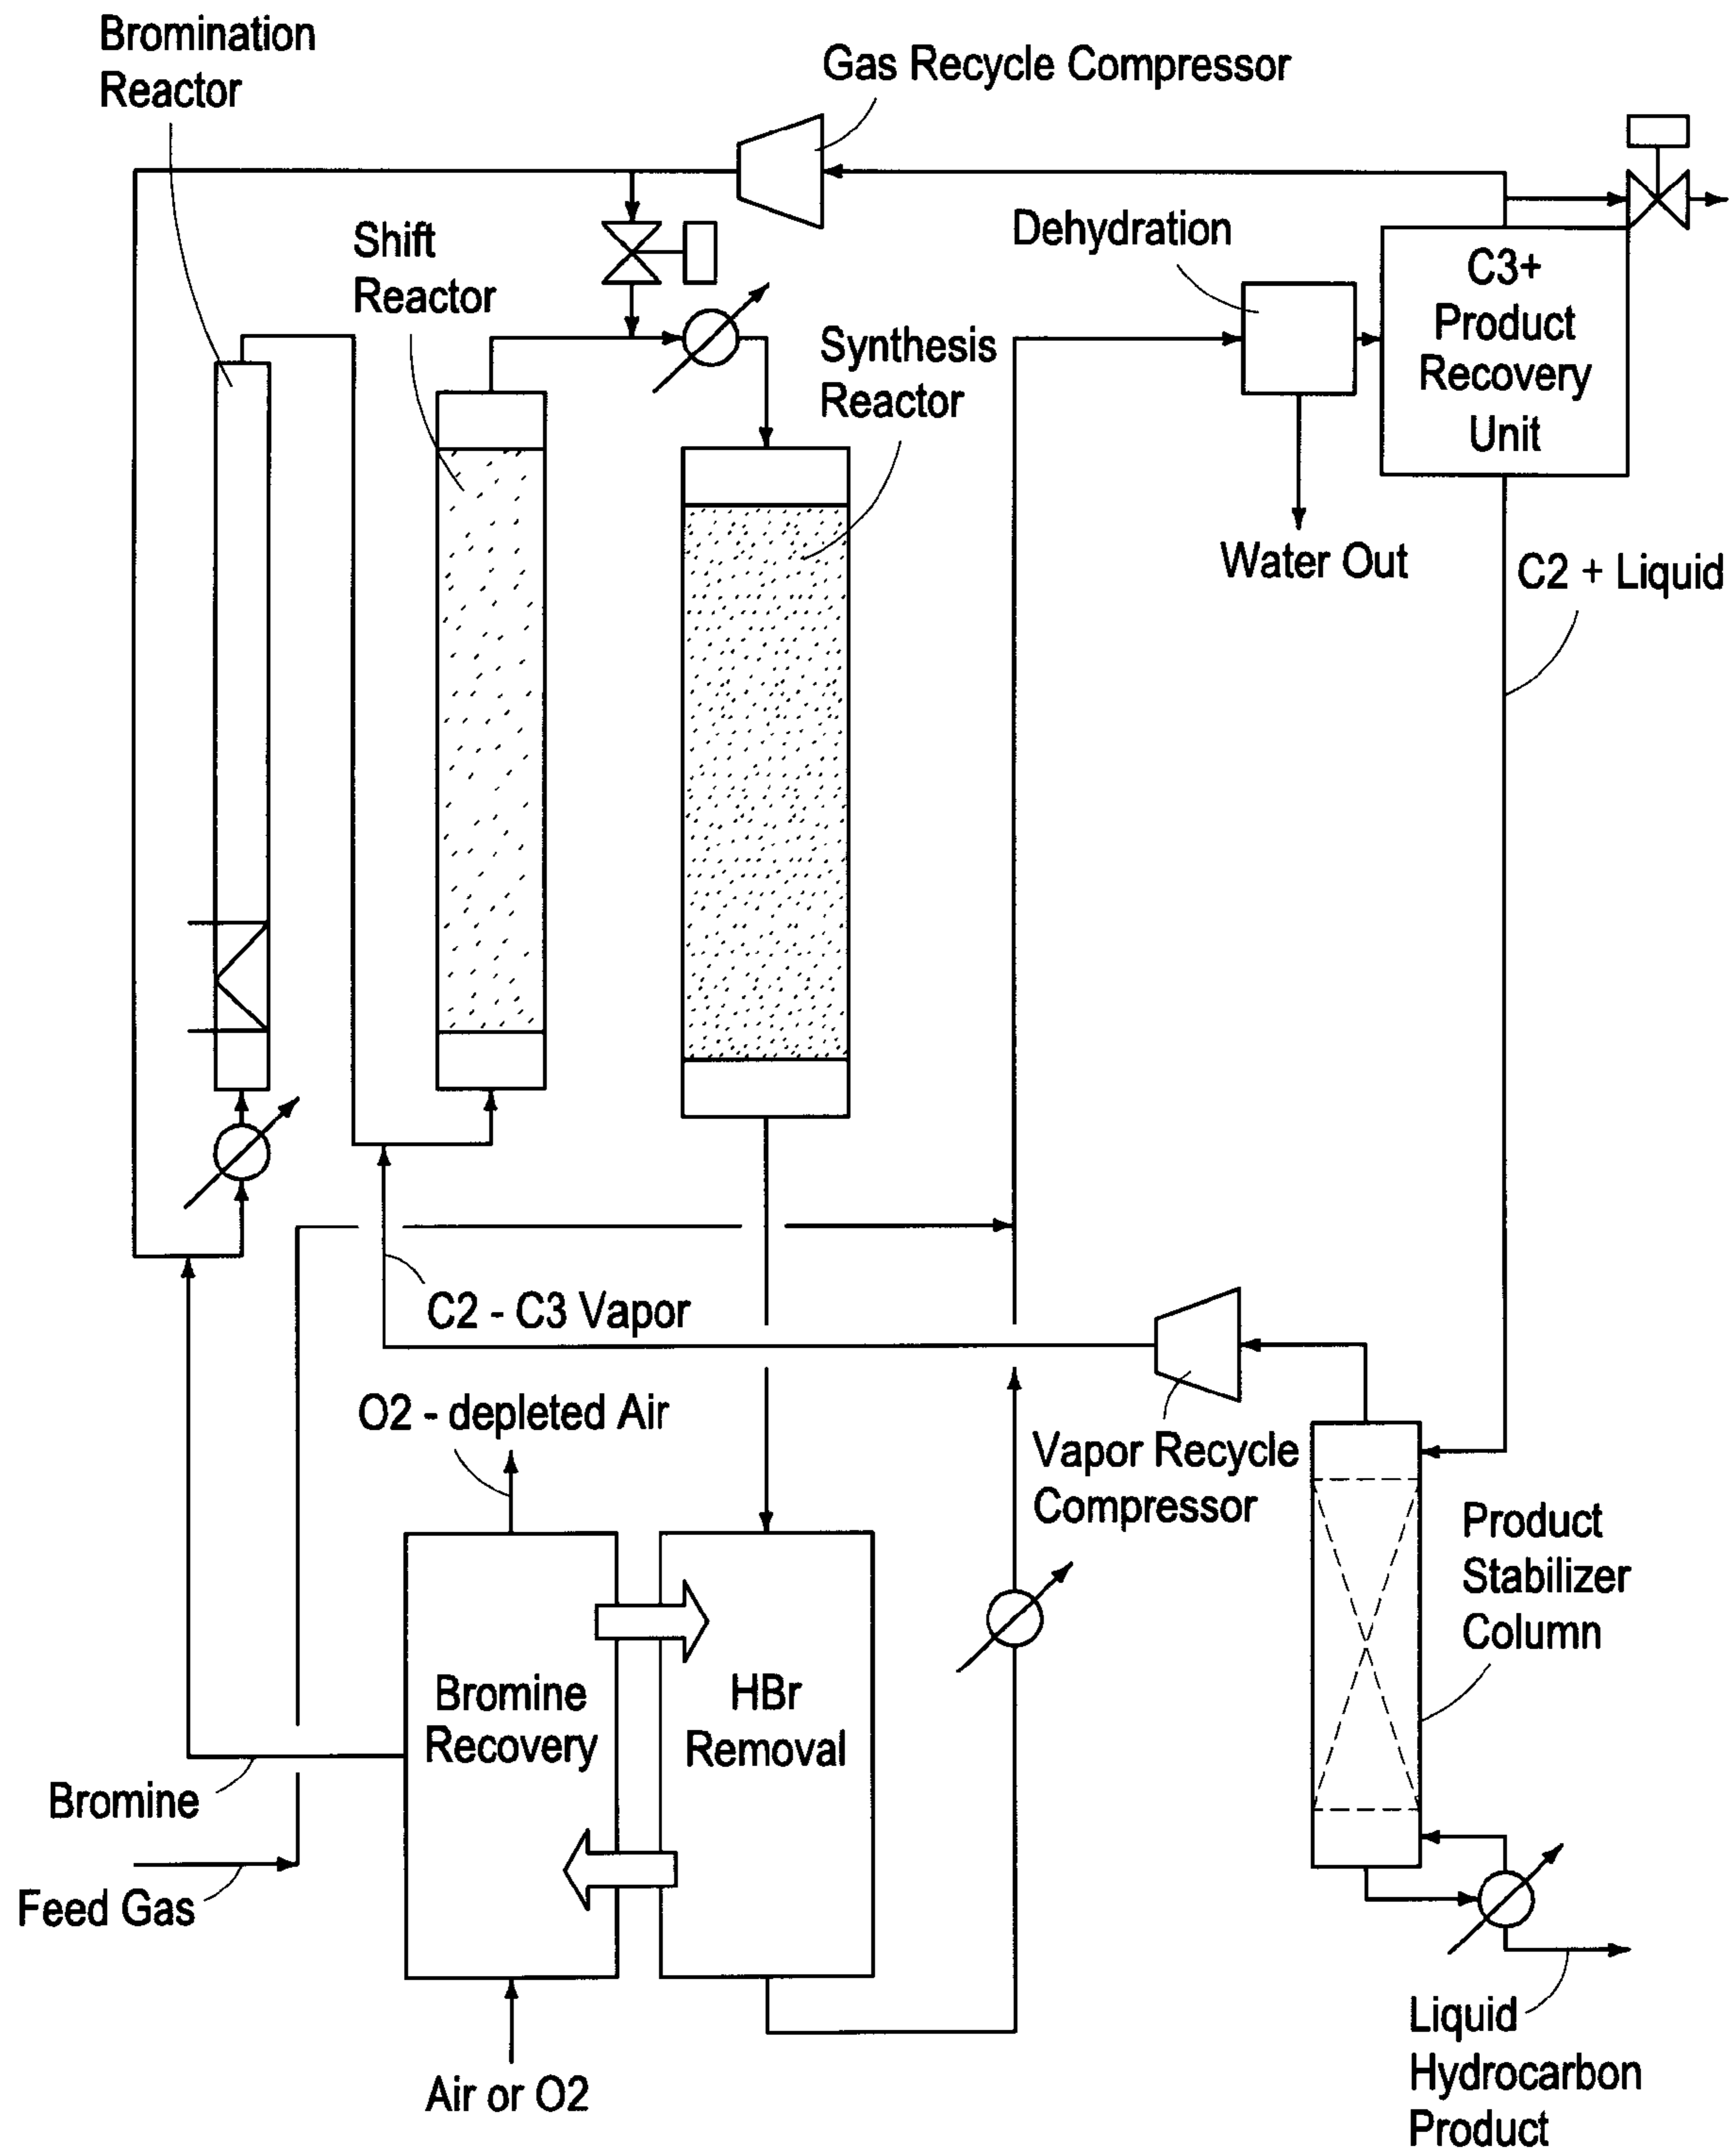 Bromination
Reactor
Gas Recycle Compressor
Shift
Reactor
Dehydration
C3+
Product
Recovery
Unit
Synthesis
Reactor
Water Out
C2 + Liquid
C2 - C3 Vapor
O2 - depleted Air
Vapor Recycle
Compressor
Product
Stabilizer
Column
Bromine
Recovery
HBr
Removal
Bromine
Feed Gas
Air or O2
Liquid
Hydrocarbon
Product